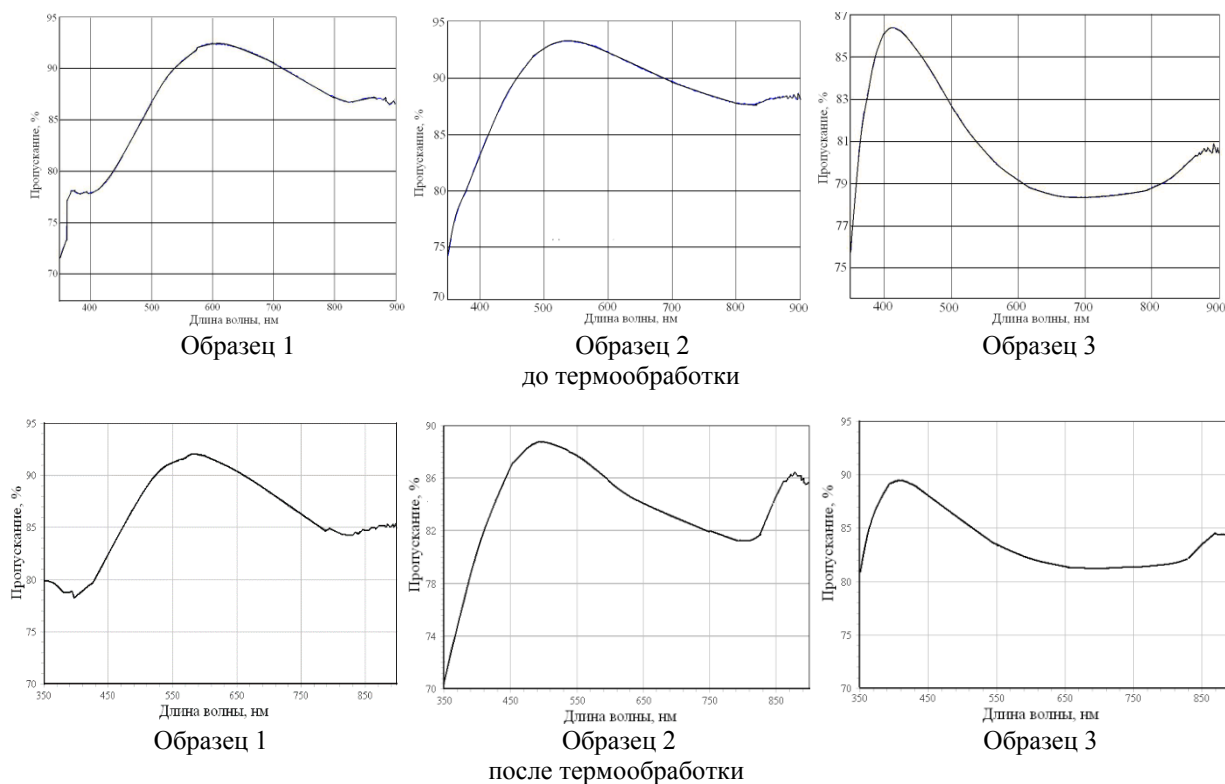 95
90
85
80
75
70
Пропускание, %
400 500 600 700 800 900
Длина волны, нм
Образец 1
95
90
85
80
75
70
Пропускание, %
400 500 600 700 800 900
Длина волны, нм
Образец 2
87
85
83
81
79
77
75
Пропускание, %
400 500 600 700 800 900
Длина волны, нм
Образец 3
до термообработки
95
90
85
80
75
70
Пропускание, %
350 450 550 650 750 850
Длина волны, нм
Образец 1
90
86
82
78
74
70
Пропускание, %
350 450 550 650 750 850
Длина волны, нм
Образец 2
95
90
85
80
75
70
Пропускание, %
350 450 550 650 750 850
Длина волны, нм
Образец 3
после термообработки